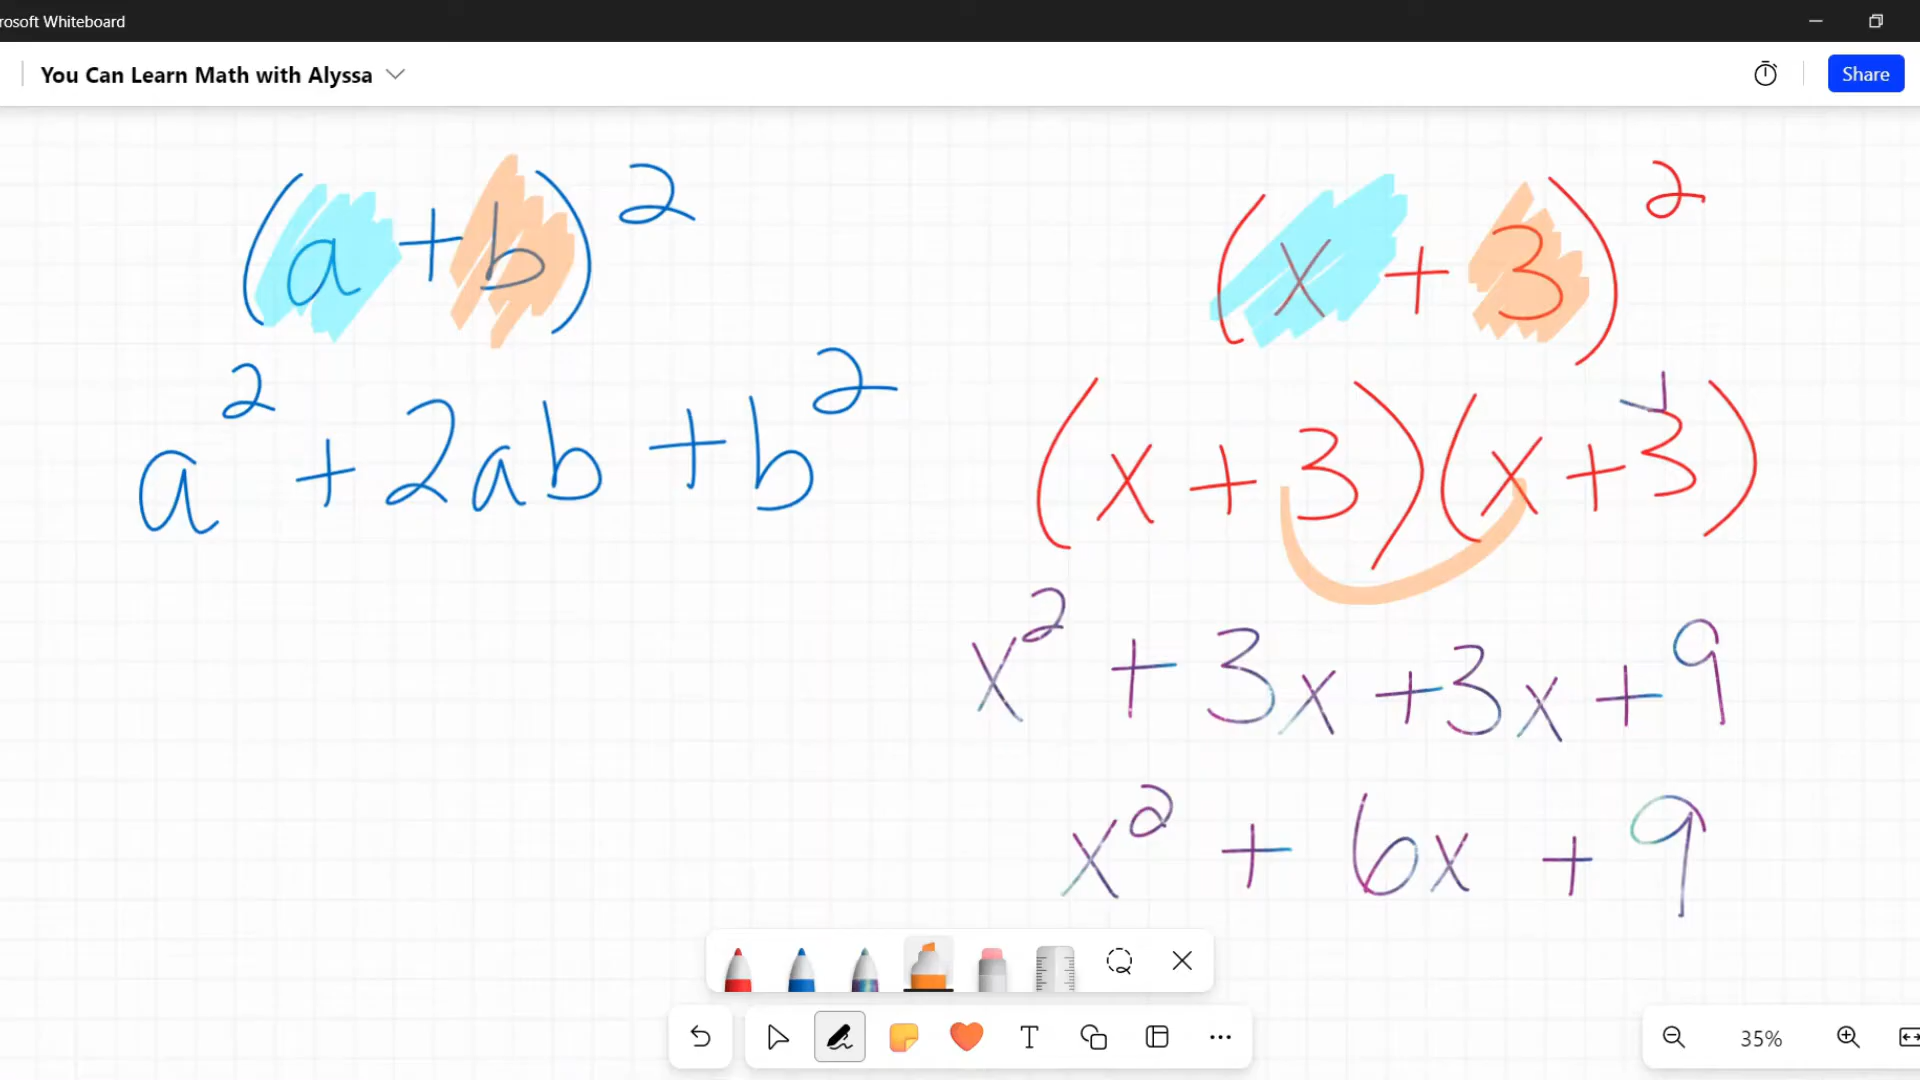 rosoft Whiteboard
You Can Learn Math with Alyssa
Share
(a+b)²
a² + 2ab + b²
(x + 3)²
(x + 3)(x + 3)
x² + 3x + 3x + 9
x² + 6x + 9
T
35%